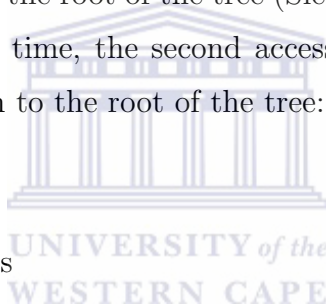 the root of the tree (Sle
time, the second access
n to the root of the tree:
UNIVERSITY of the
s
WESTERN CAPE